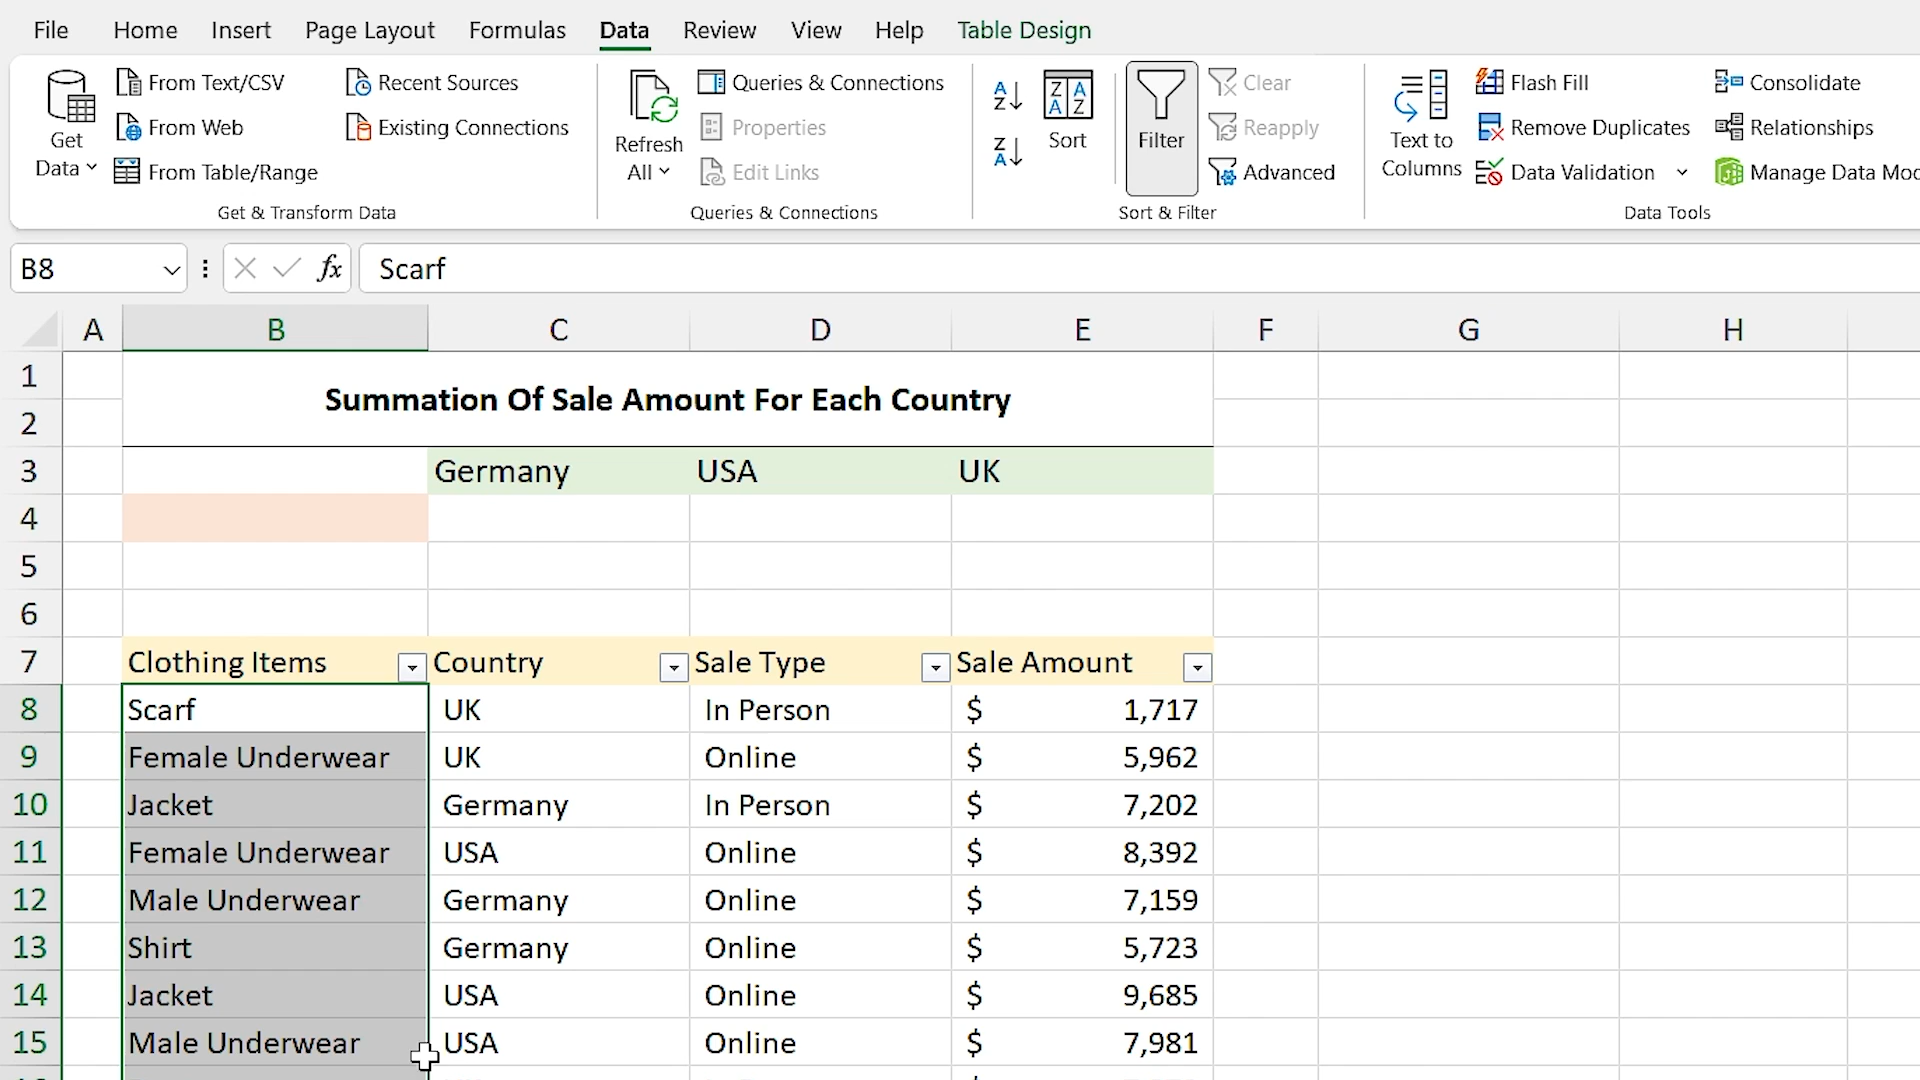 File Home Insert Page Layout Formulas Data Review View Help Table Design
From Text/CSV Recent Sources Queries & Connections Clear Flash Fill Consolidate
Get Data From Web Existing Connections Refresh All Properties Sort Filter Reapply Text to Columns Remove Duplicates Relationships
From Table/Range Edit Links Advanced Data Validation Manage Data Moc
Get & Transform Data Queries & Connections Sort & Filter Data Tools
B8 fx Scarf
A B C D E F G H
1
Summation Of Sale Amount For Each Country
2
3 Germany USA UK
4
5
6
7 Clothing Items Country Sale Type Sale Amount
8 Scarf UK In Person $ 1,717
9 Female Underwear UK Online $ 5,962
10 Jacket Germany In Person $ 7,202
11 Female Underwear USA Online $ 8,392
12 Male Underwear Germany Online $ 7,159
13 Shirt Germany Online $ 5,723
14 Jacket USA Online $ 9,685
15 Male Underwear USA Online $ 7,981